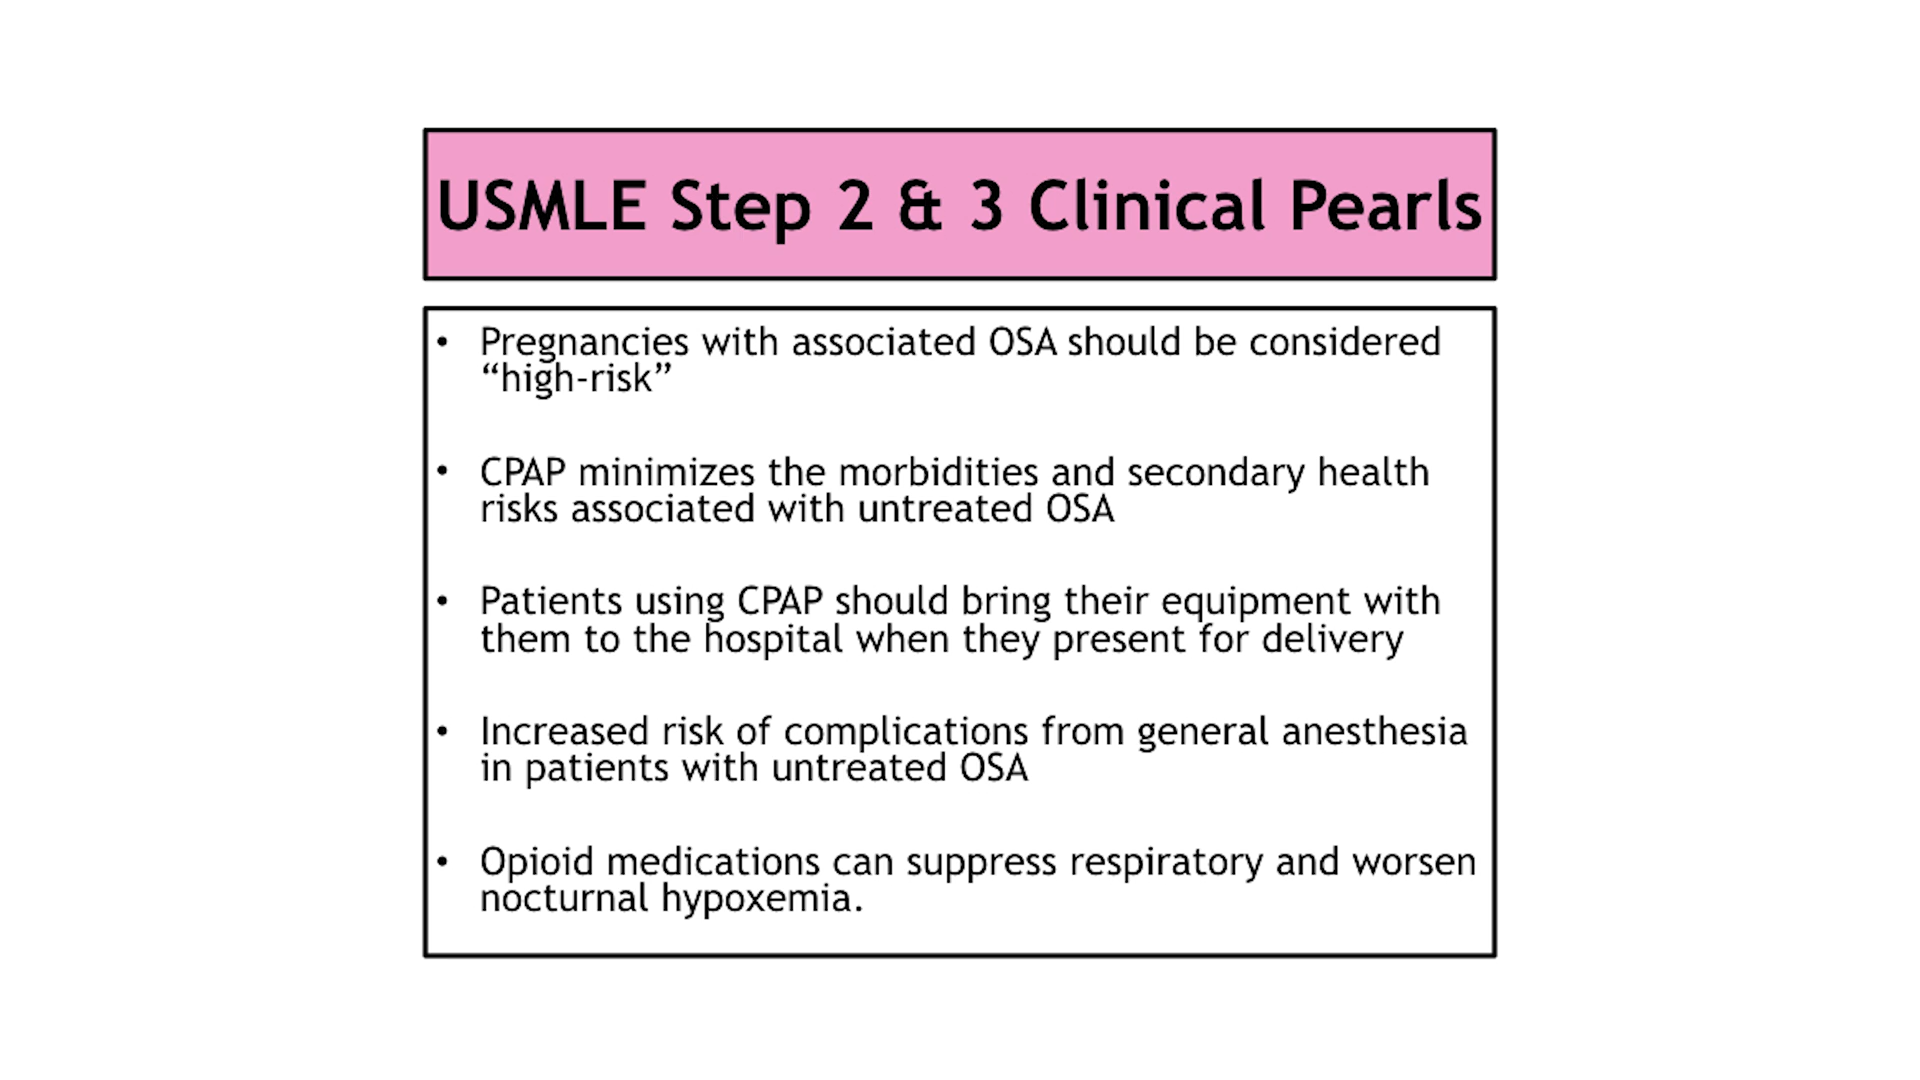 USMLE Step 2 & 3 Clinical Pearls
• Pregnancies with associated OSA should be considered
“high-risk”
• CPAP minimizes the morbidities and secondary health
risks associated with untreated OSA
• Patients using CPAP should bring their equipment with
them to the hospital when they present for delivery
• Increased risk of complications from general anesthesia
in patients with untreated OSA
• Opioid medications can suppress respiratory and worsen
nocturnal hypoxemia.